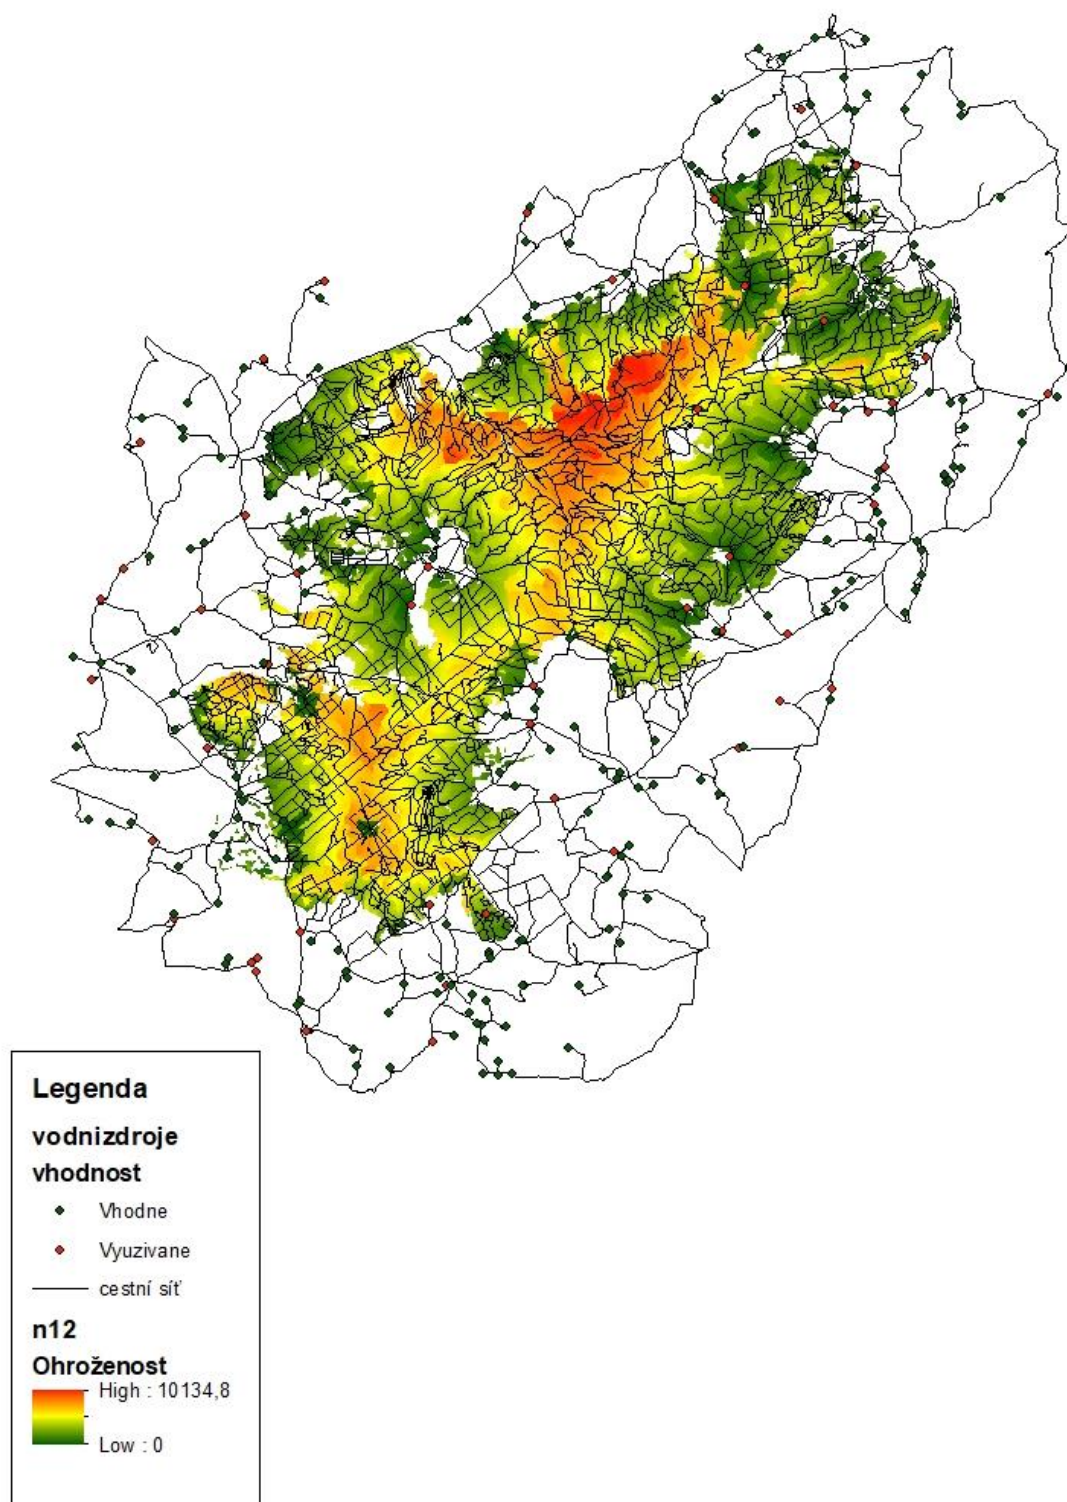 Legenda
vodnizdroje
vhodnost
Vhodne
Vyuzivane
cestní síť
n12
Ohroženost
High : 10134,8
Low : 0